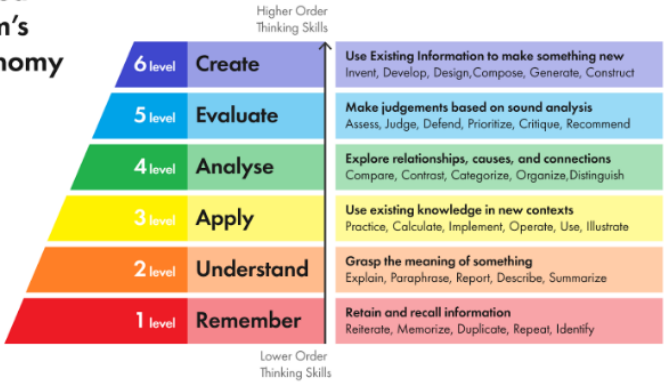 m's
nomy
Higher Order
Thinking Skills
6 level Create
Use Existing Information to make something new
Invent, Develop, Design,Compose, Generate, Construct
5 level Evaluate
Make judgements based on sound analysis
Assess, Judge, Defend, Prioritize, Critique, Recommend
4 level Analyse
Explore relationships, causes, and connections
Compare, Contrast, Categorize, Organize,Distinguish
3 level Apply
Use existing knowledge in new contexts
Practice, Calculate, Implement, Operate, Use, Illustrate
2 level Understand
Grasp the meaning of something
Explain, Paraphrase, Report, Describe, Summarize
1 level Remember
Retain and recall information
Reiterate, Memorize, Duplicate, Repeat, Identify
Lower Order
Thinking Skills